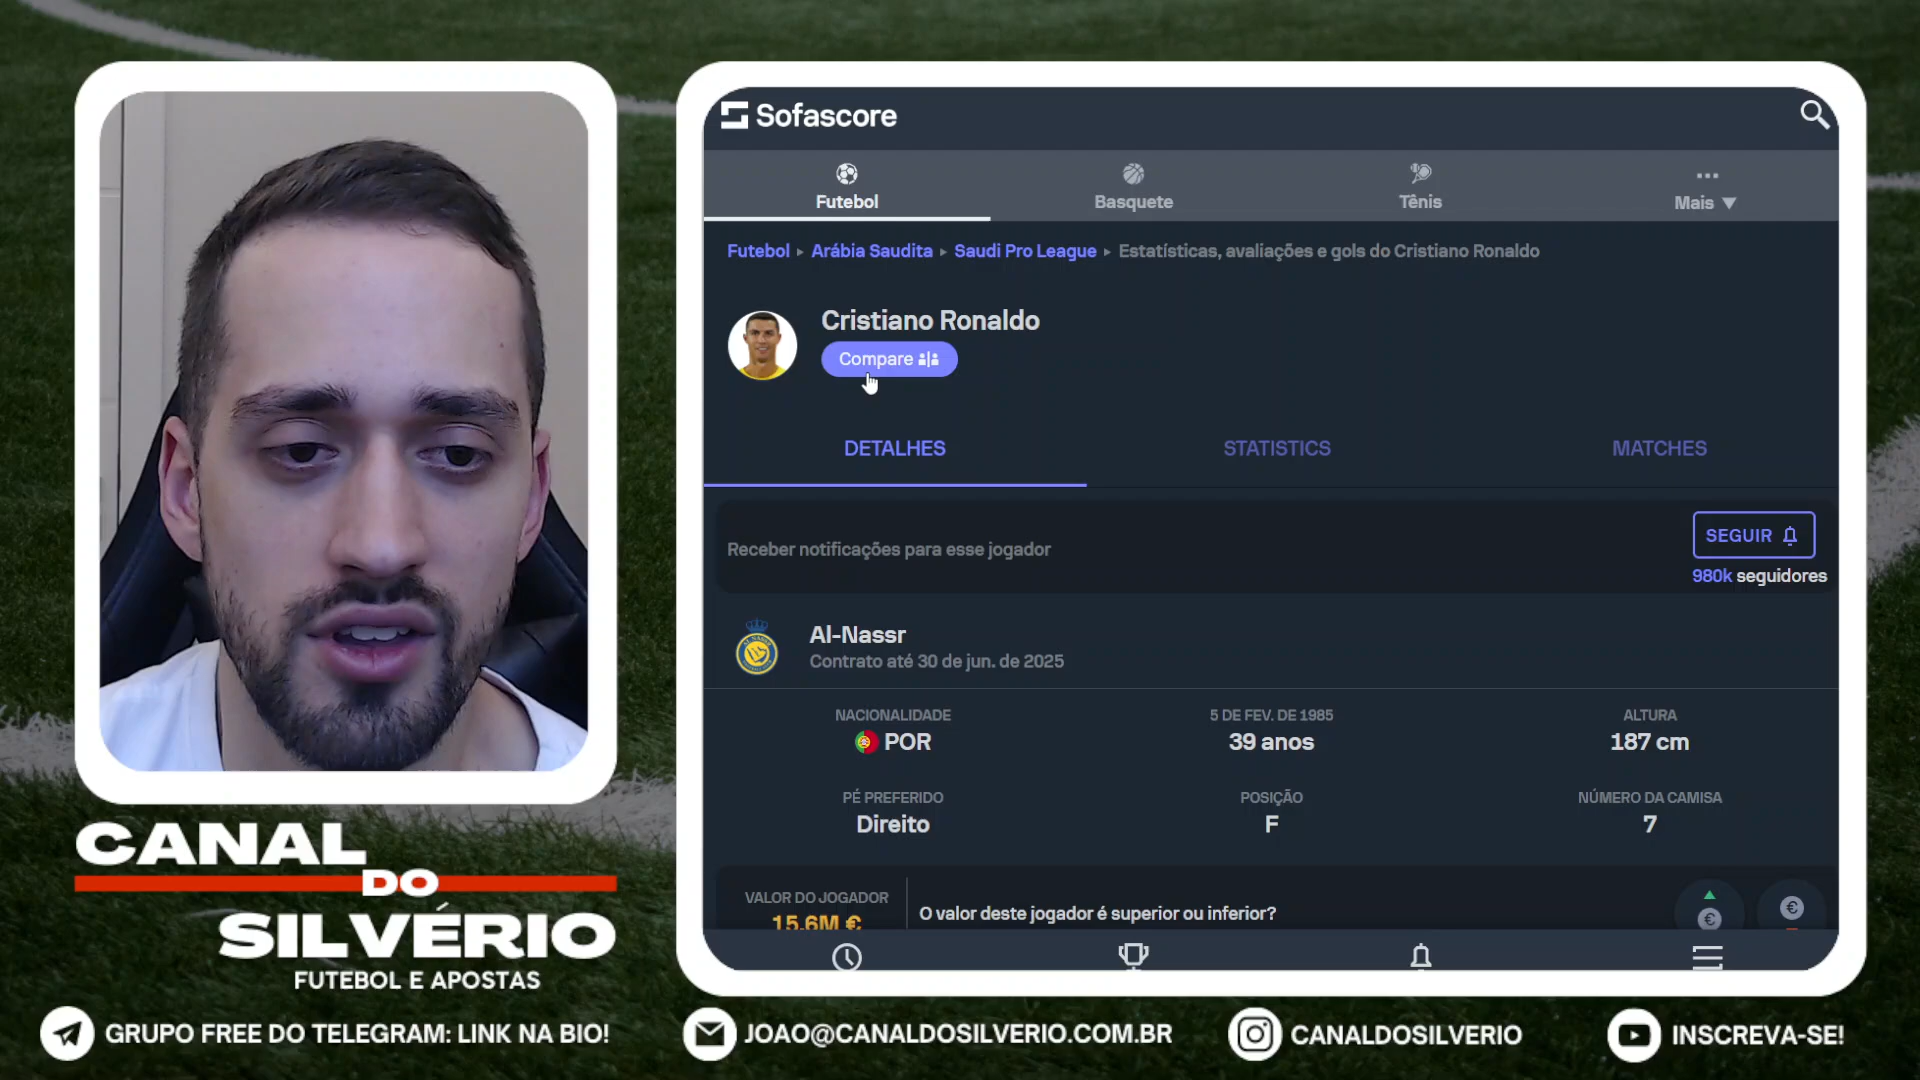 Sofascore
Futebol
Basquete
Tênis
Mais ▼
Futebol ▸ Arábia Saudita ▸ Saudi Pro League ▸ Estatísticas, avaliações e gols do Cristiano Ronaldo
Cristiano Ronaldo
Compare
DETALHES
STATISTICS
MATCHES
Receber notificações para esse jogador
SEGUIR
980k seguidores
Al-Nassr
Contrato até 30 de jun. de 2025
NACIONALIDADE
POR
5 DE FEV. DE 1985
39 anos
ALTURA
187 cm
PÉ PREFERIDO
Direito
POSIÇÃO
F
NÚMERO DA CAMISA
7
VALOR DO JOGADOR
15.6M €
O valor deste jogador é superior ou inferior?
CANAL
DO
SILVÉRIO
FUTEBOL E APOSTAS
GRUPO FREE DO TELEGRAM: LINK NA BIO!
JOAO@CANALDOSILVERIO.COM.BR
CANALDOSILVERIO
INSCREVA-SE!